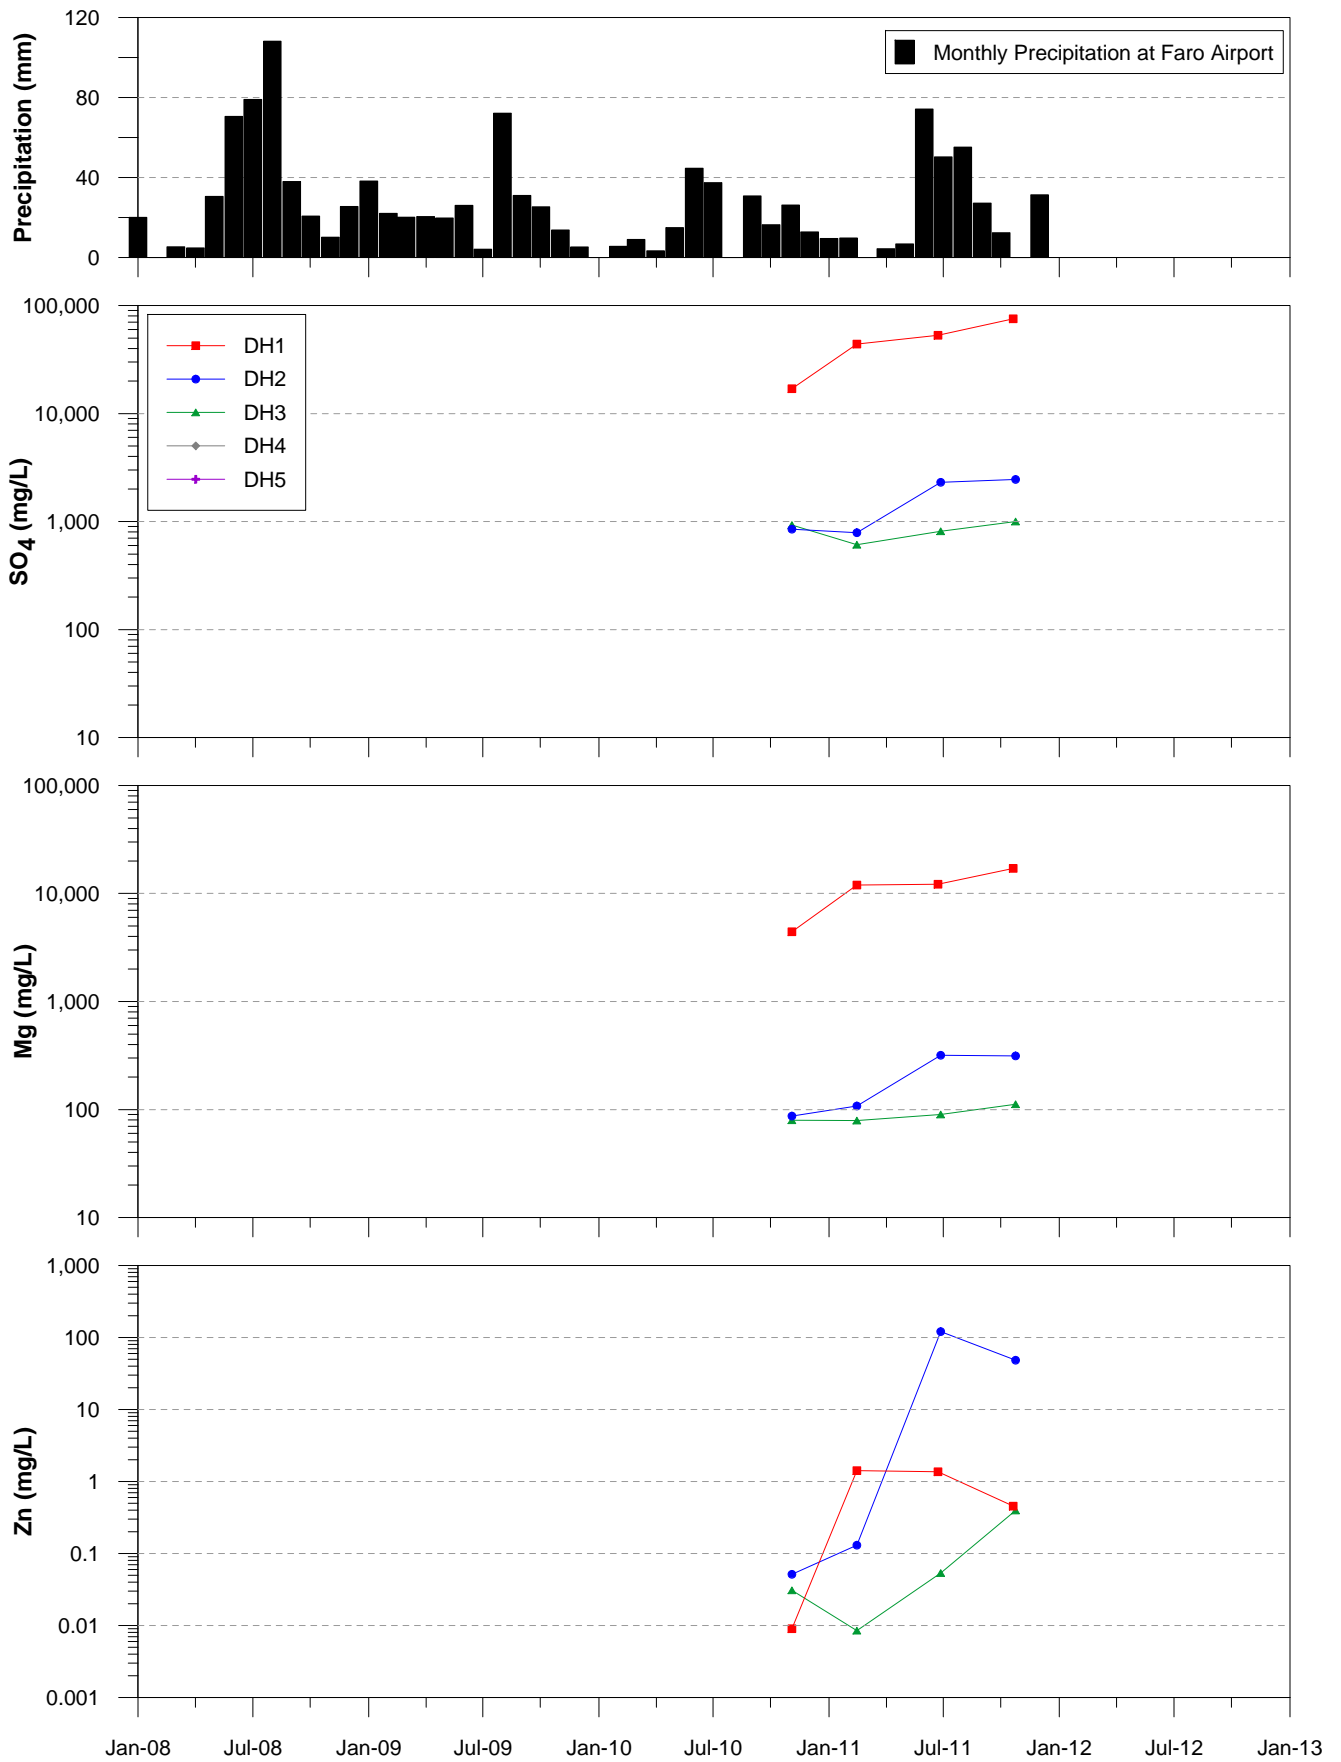 120
80
40
0
Precipitation (mm)
Monthly Precipitation at Faro Airport
100,000
10,000
1,000
100
10
SO4 (mg/L)
DH1
DH2
DH3
DH4
DH5
100,000
10,000
1,000
100
10
Mg (mg/L)
1,000
100
10
1
0.1
0.01
0.001
Zn (mg/L)
Jan-08 Jul-08 Jan-09 Jul-09 Jan-10 Jul-10 Jan-11 Jul-11 Jan-12 Jul-12 Jan-13